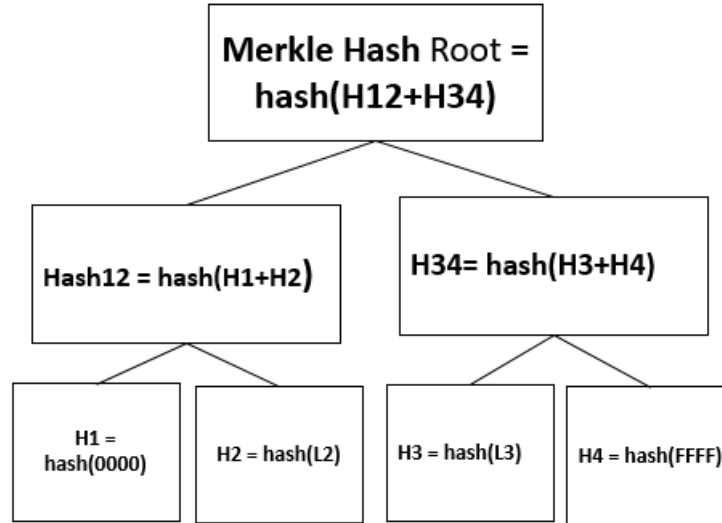 Merkle Hash Root =
hash(H12+H34)
Hash12 = hash(H1+H2)
H34= hash(H3+H4)
H1 =
hash(0000)
H2 = hash(L2)
H3 = hash(L3)
H4 = hash(FFFF)